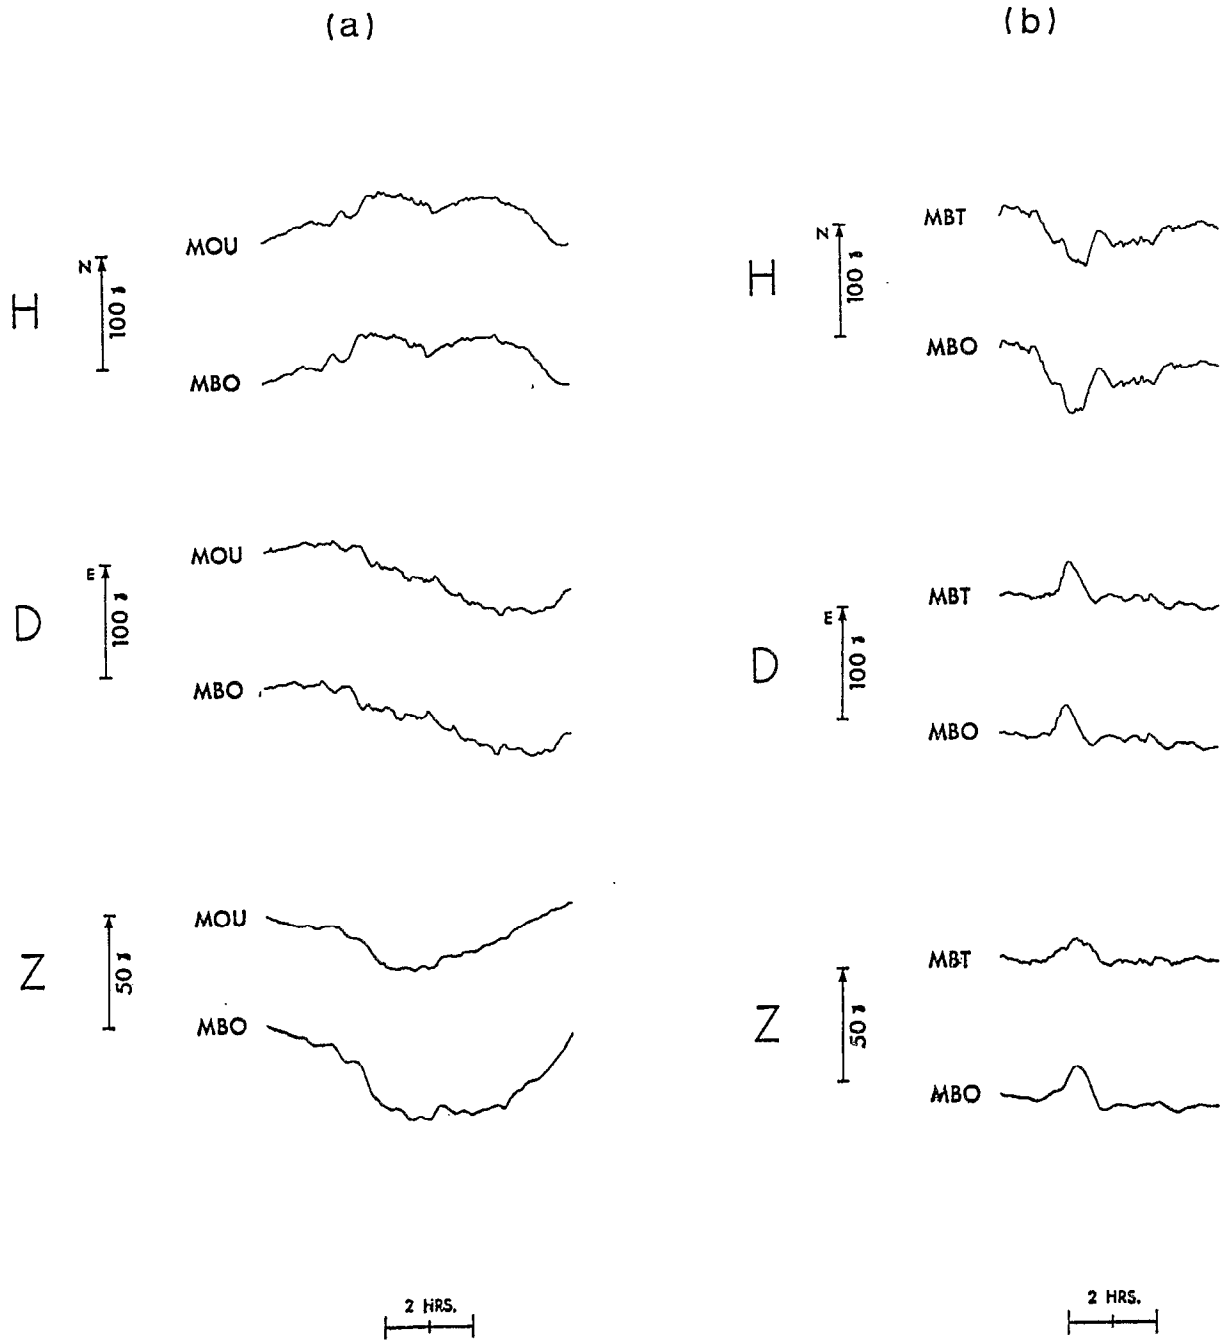 (a)
(b)
H
N
100 γ
MOU
MBO
D
E
100 γ
MOU
MBO
Z
50 γ
MOU
MBO
2 HRS.
H
N
100 γ
MBT
MBO
D
E
100 γ
MBT
MBO
Z
50 γ
MBT
MBO
2 HRS.